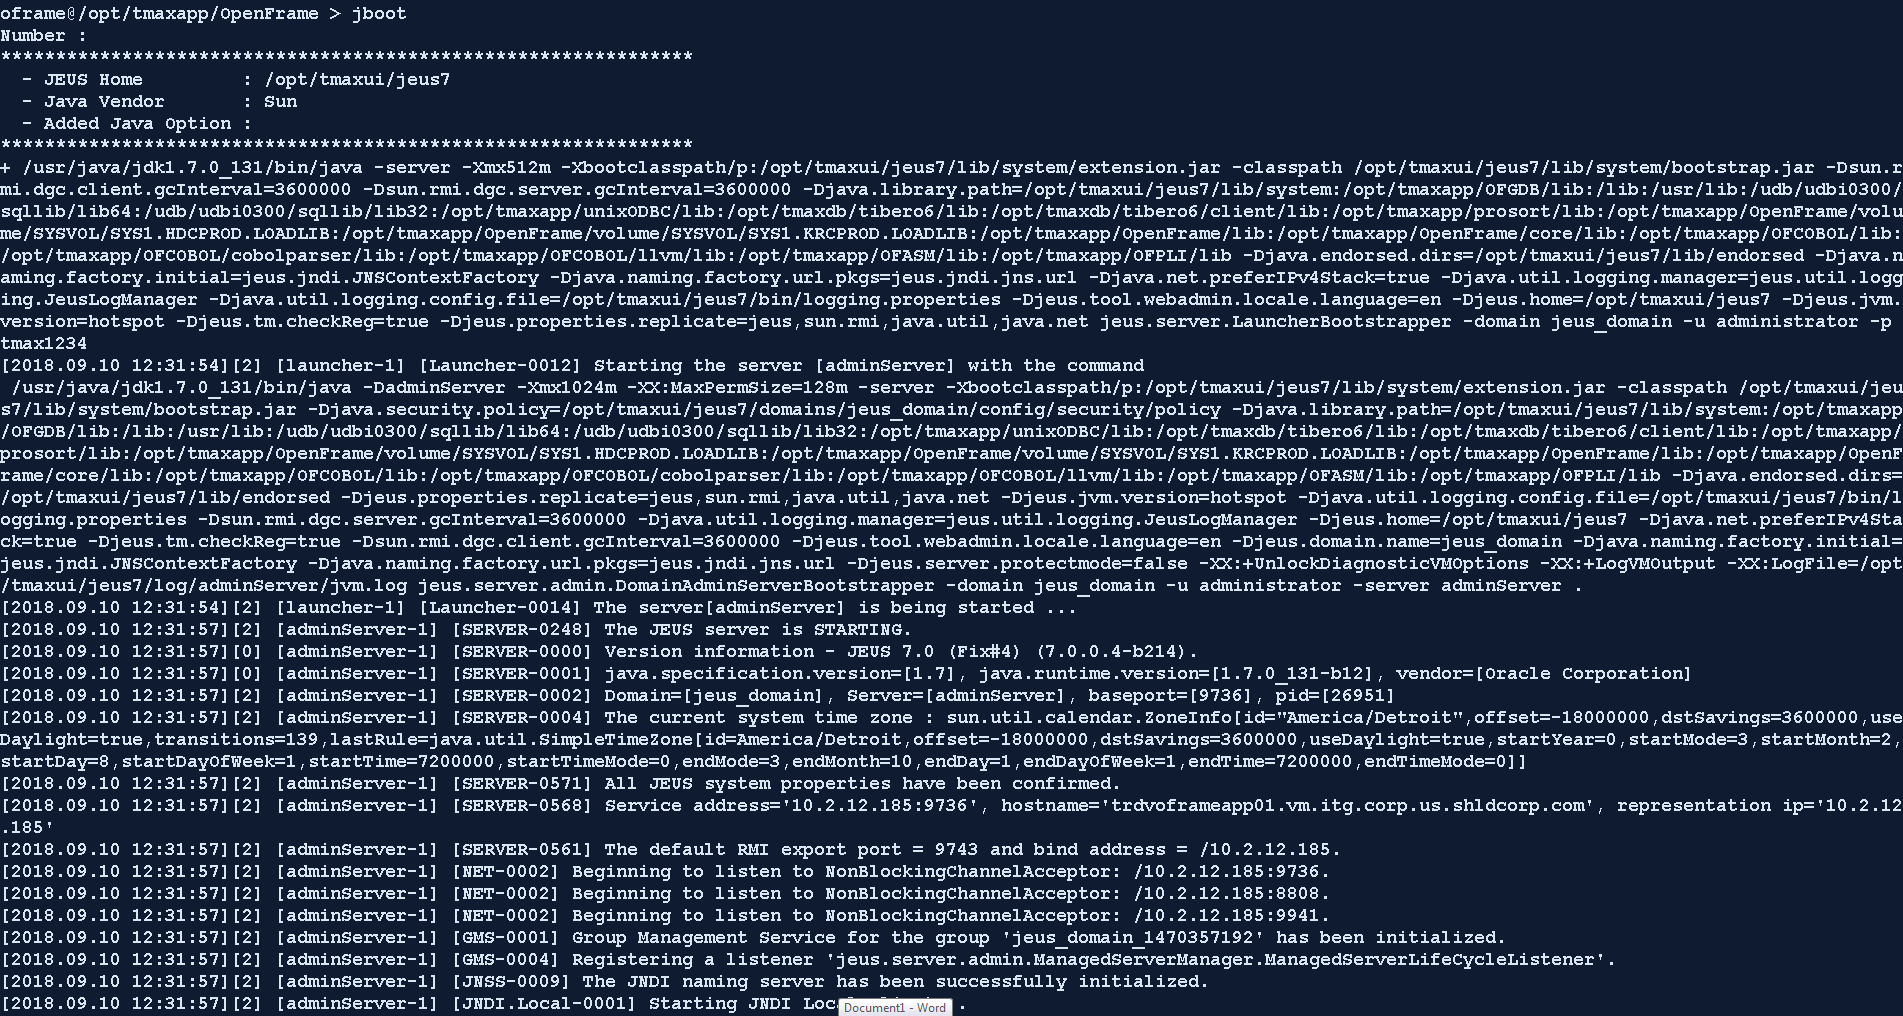 oframe@/opt/tmaxapp/OpenFrame > jboot
Number :
***************************************************************
  - JEUS Home         : /opt/tmaxui/jeus7
  - Java Vendor       : Sun
  - Added Java Option :
***************************************************************
+ /usr/java/jdk1.7.0_131/bin/java -server -Xmx512m -Xbootclasspath/p:/opt/tmaxui/jeus7/lib/system/extension.jar -classpath /opt/tmaxui/jeus7/lib/system/bootstrap.jar -Dsun.r
mi.dgc.client.gcInterval=3600000 -Dsun.rmi.dgc.server.gcInterval=3600000 -Djava.library.path=/opt/tmaxui/jeus7/lib/system:/opt/tmaxapp/OFGDB/lib:/lib:/usr/lib:/udb/udbi0300/
sqllib/lib64:/udb/udbi0300/sqllib/lib32:/opt/tmaxapp/unixODBC/lib:/opt/tmaxdb/tibero6/lib:/opt/tmaxdb/tibero6/client/lib:/opt/tmaxapp/prosort/lib:/opt/tmaxapp/OpenFrame/volu
me/SYSVOL/SYS1.HDCPROD.LOADLIB:/opt/tmaxapp/OpenFrame/volume/SYSVOL/SYS1.KRCPROD.LOADLIB:/opt/tmaxapp/OpenFrame/lib:/opt/tmaxapp/OpenFrame/core/lib:/opt/tmaxapp/OFCOBOL/lib:
/opt/tmaxapp/OFCOBOL/cobolparser/lib:/opt/tmaxapp/OFCOBOL/llvm/lib:/opt/tmaxapp/OFASM/lib:/opt/tmaxapp/OFPLI/lib -Djava.endorsed.dirs=/opt/tmaxui/jeus7/lib/endorsed -Djava.n
aming.factory.initial=jeus.jndi.JNSContextFactory -Djava.naming.factory.url.pkgs=jeus.jndi.jns.url -Djava.net.preferIPv4Stack=true -Djava.util.logging.manager=jeus.util.logg
ing.JeusLogManager -Djava.util.logging.config.file=/opt/tmaxui/jeus7/bin/logging.properties -Djeus.tool.webadmin.locale.language=en -Djeus.home=/opt/tmaxui/jeus7 -Djeus.jvm.
version=hotspot -Djeus.tm.checkReg=true -Djeus.properties.replicate=jeus,sun.rmi,java.util,java.net jeus.server.LauncherBootstrapper -domain jeus_domain -u administrator -p
tmax1234
[2018.09.10 12:31:54][2] [launcher-1] [Launcher-0012] Starting the server [adminServer] with the command
 /usr/java/jdk1.7.0_131/bin/java -DadminServer -Xmx1024m -XX:MaxPermSize=128m -server -Xbootclasspath/p:/opt/tmaxui/jeus7/lib/system/extension.jar -classpath /opt/tmaxui/jeu
s7/lib/system/bootstrap.jar -Djava.security.policy=/opt/tmaxui/jeus7/domains/jeus_domain/config/security/policy -Djava.library.path=/opt/tmaxui/jeus7/lib/system:/opt/tmaxapp
/OFGDB/lib:/lib:/usr/lib:/udb/udbi0300/sqllib/lib64:/udb/udbi0300/sqllib/lib32:/opt/tmaxapp/unixODBC/lib:/opt/tmaxdb/tibero6/lib:/opt/tmaxdb/tibero6/client/lib:/opt/tmaxapp/
prosort/lib:/opt/tmaxapp/OpenFrame/volume/SYSVOL/SYS1.HDCPROD.LOADLIB:/opt/tmaxapp/OpenFrame/volume/SYSVOL/SYS1.KRCPROD.LOADLIB:/opt/tmaxapp/OpenFrame/lib:/opt/tmaxapp/OpenF
rame/core/lib:/opt/tmaxapp/OFCOBOL/lib:/opt/tmaxapp/OFCOBOL/cobolparser/lib:/opt/tmaxapp/OFCOBOL/llvm/lib:/opt/tmaxapp/OFASM/lib:/opt/tmaxapp/OFPLI/lib -Djava.endorsed.dirs=
/opt/tmaxui/jeus7/lib/endorsed -Djeus.properties.replicate=jeus,sun.rmi,java.util,java.net -Djeus.jvm.version=hotspot -Djava.util.logging.config.file=/opt/tmaxui/jeus7/bin/l
ogging.properties -Dsun.rmi.dgc.server.gcInterval=3600000 -Djava.util.logging.manager=jeus.util.logging.JeusLogManager -Djeus.home=/opt/tmaxui/jeus7 -Djava.net.preferIPv4Sta
ck=true -Djeus.tm.checkReg=true -Dsun.rmi.dgc.client.gcInterval=3600000 -Djeus.tool.webadmin.locale.language=en -Djeus.domain.name=jeus_domain -Djava.naming.factory.initial=
jeus.jndi.JNSContextFactory -Djava.naming.factory.url.pkgs=jeus.jndi.jns.url -Djeus.server.protectmode=false -XX:+UnlockDiagnosticVMOptions -XX:+LogVMOutput -XX:LogFile=/opt
/tmaxui/jeus7/log/adminServer/jvm.log jeus.server.admin.DomainAdminServerBootstrapper -domain jeus_domain -u administrator -server adminServer .
[2018.09.10 12:31:54][2] [launcher-1] [Launcher-0014] The server[adminServer] is being started ...
[2018.09.10 12:31:57][2] [adminServer-1] [SERVER-0248] The JEUS server is STARTING.
[2018.09.10 12:31:57][0] [adminServer-1] [SERVER-0000] Version information - JEUS 7.0 (Fix#4) (7.0.0.4-b214).
[2018.09.10 12:31:57][0] [adminServer-1] [SERVER-0001] java.specification.version=[1.7], java.runtime.version=[1.7.0_131-b12], vendor=[Oracle Corporation]
[2018.09.10 12:31:57][2] [adminServer-1] [SERVER-0002] Domain=[jeus_domain], Server=[adminServer], baseport=[9736], pid=[26951]
[2018.09.10 12:31:57][2] [adminServer-1] [SERVER-0004] The current system time zone : sun.util.calendar.ZoneInfo[id="America/Detroit",offset=-18000000,dstSavings=3600000,use
Daylight=true,transitions=139,lastRule=java.util.SimpleTimeZone[id=America/Detroit,offset=-18000000,dstSavings=3600000,useDaylight=true,startYear=0,startMode=3,startMonth=2,
startDay=8,startDayOfWeek=1,startTime=7200000,startTimeMode=0,endMode=3,endMonth=10,endDay=1,endDayOfWeek=1,endTime=7200000,endTimeMode=0]]
[2018.09.10 12:31:57][2] [adminServer-1] [SERVER-0571] All JEUS system properties have been confirmed.
[2018.09.10 12:31:57][2] [adminServer-1] [SERVER-0568] Service address='10.2.12.185:9736', hostname='trdvoframeapp01.vm.itg.corp.us.shldcorp.com', representation ip='10.2.12
.185'
[2018.09.10 12:31:57][2] [adminServer-1] [SERVER-0561] The default RMI export port = 9743 and bind address = /10.2.12.185.
[2018.09.10 12:31:57][2] [adminServer-1] [NET-0002] Beginning to listen to NonBlockingChannelAcceptor: /10.2.12.185:9736.
[2018.09.10 12:31:57][2] [adminServer-1] [NET-0002] Beginning to listen to NonBlockingChannelAcceptor: /10.2.12.185:8808.
[2018.09.10 12:31:57][2] [adminServer-1] [NET-0002] Beginning to listen to NonBlockingChannelAcceptor: /10.2.12.185:9941.
[2018.09.10 12:31:57][2] [adminServer-1] [GMS-0001] Group Management Service for the group 'jeus_domain_1470357192' has been initialized.
[2018.09.10 12:31:57][2] [adminServer-1] [GMS-0004] Registering a listener 'jeus.server.admin.ManagedServerManager.ManagedServerLifeCycleListener'.
[2018.09.10 12:31:57][2] [adminServer-1] [JNSS-0009] The JNDI naming server has been successfully initialized.
[2018.09.10 12:31:57][2] [adminServer-1] [JNDI.Local-0001] Starting JNDI .
Document1 - Word